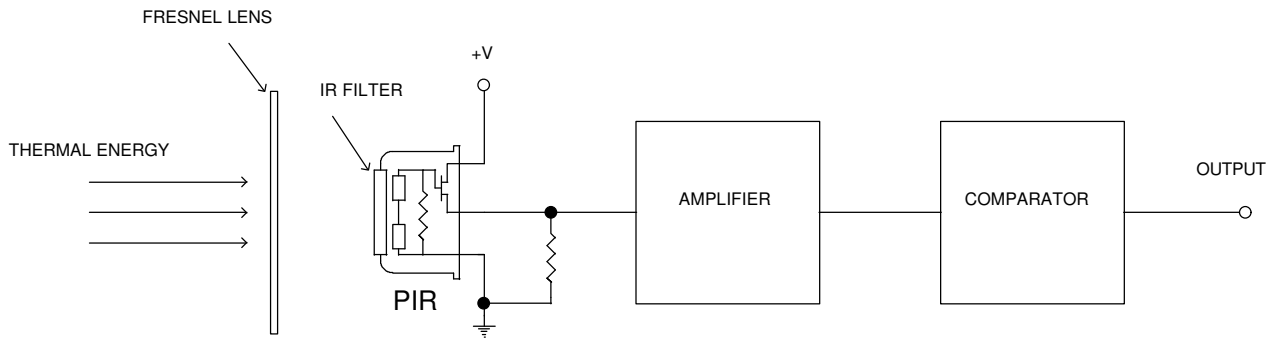 FRESNEL LENS
+V
IR FILTER
THERMAL ENERGY
OUTPUT
AMPLIFIER
COMPARATOR
PIR